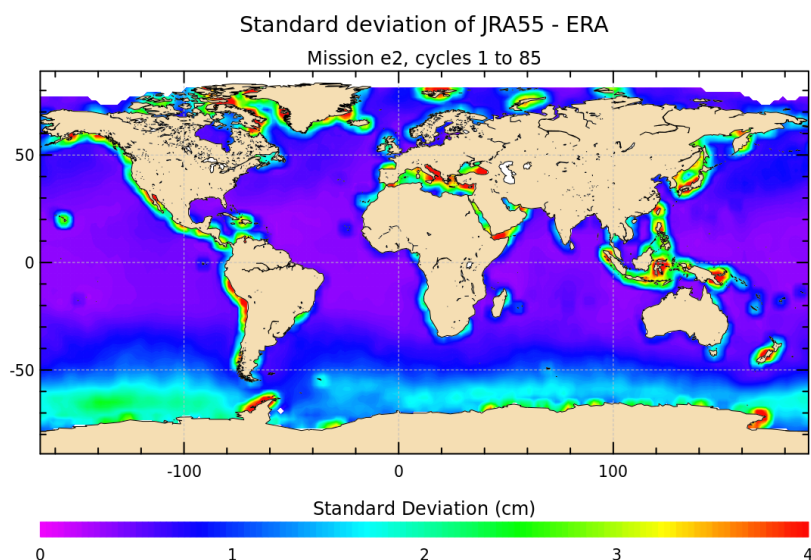 Standard deviation of JRA55 - ERA
Mission e2, cycles 1 to 85
50
0
-50
-100 0 100
Standard Deviation (cm)
0 1 2 3 4